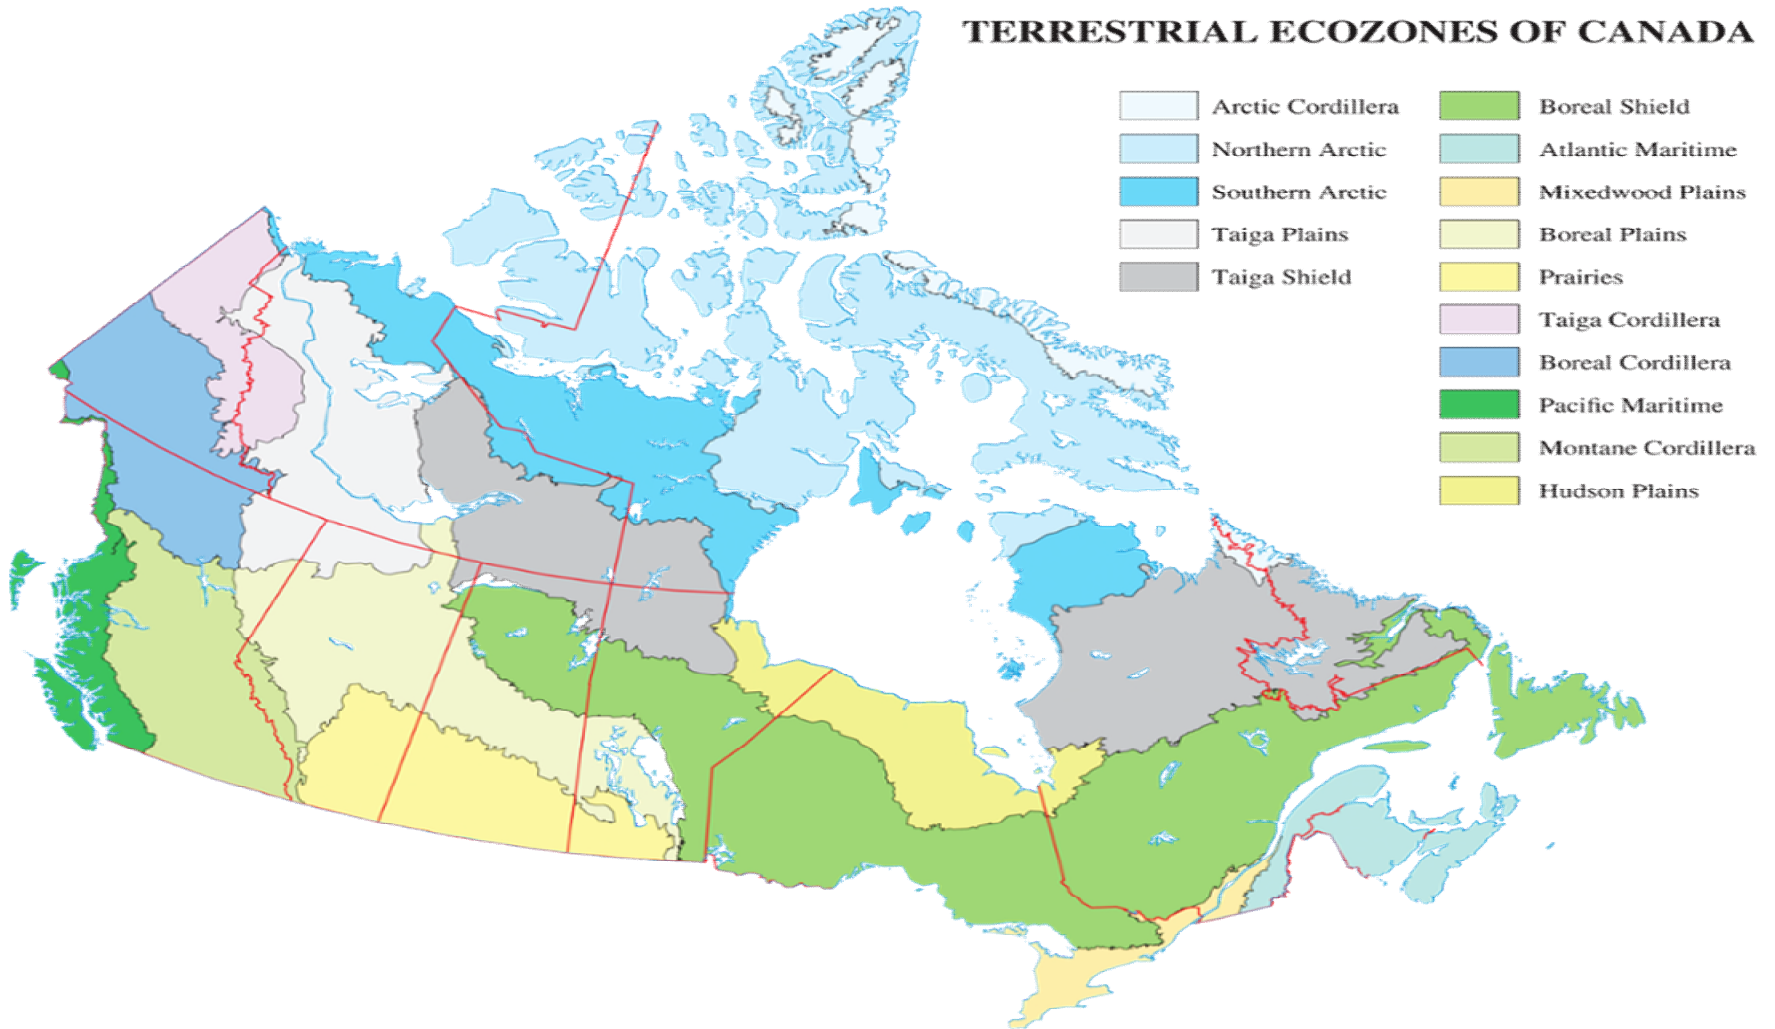 TERRESTRIAL ECOZONES OF CANADA
Arctic Cordillera
Northern Arctic
Southern Arctic
Taiga Plains
Taiga Shield
Boreal Shield
Atlantic Maritime
Mixedwood Plains
Boreal Plains
Prairies
Taiga Cordillera
Boreal Cordillera
Pacific Maritime
Montane Cordillera
Hudson Plains